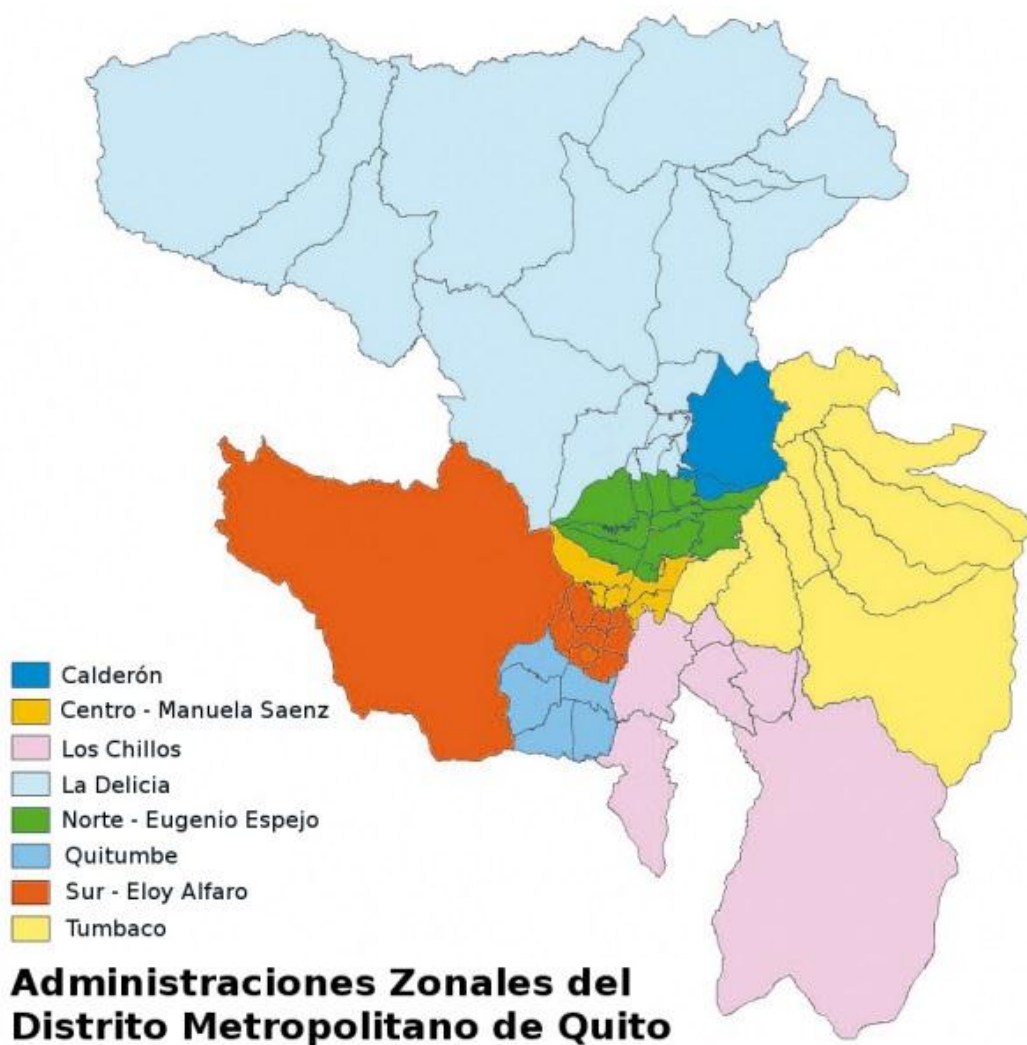 Calderón
Centro - Manuela Saenz
Los Chillos
La Delicia
Norte - Eugenio Espejo
Quitumbe
Sur - Eloy Alfaro
Tumbaco
Administraciones Zonales del
Distrito Metropolitano de Quito